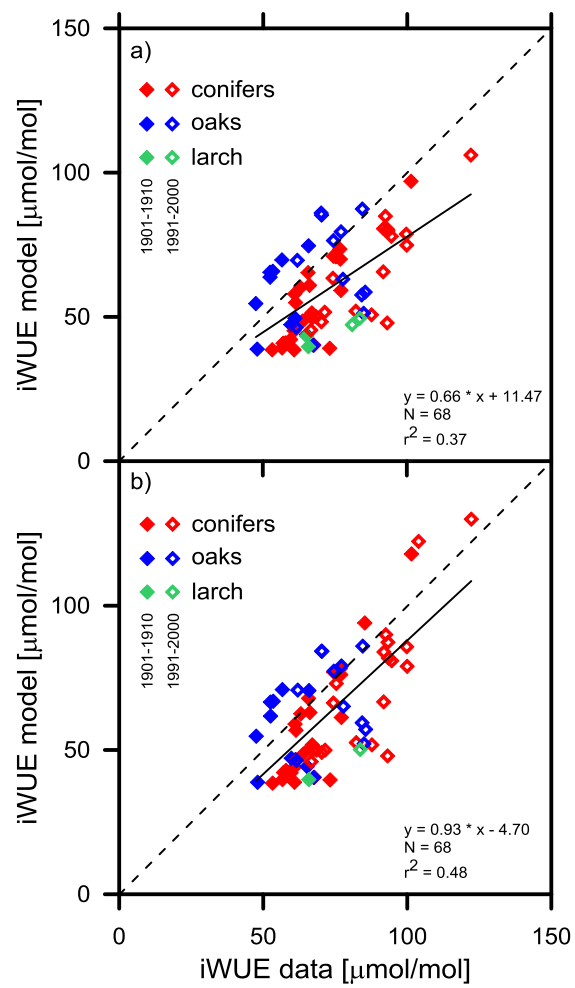 150
a)
conifers
oaks
larch
1901-1910
1991-2000
100
50
0
iWUE model [µmol/mol]
y = 0.66 * x + 11.47
N = 68
r² = 0.37
b)
conifers
oaks
larch
1901-1910
1991-2000
100
50
0
iWUE model [µmol/mol]
y = 0.93 * x - 4.70
N = 68
r² = 0.48
0 50 100 150
iWUE data [µmol/mol]